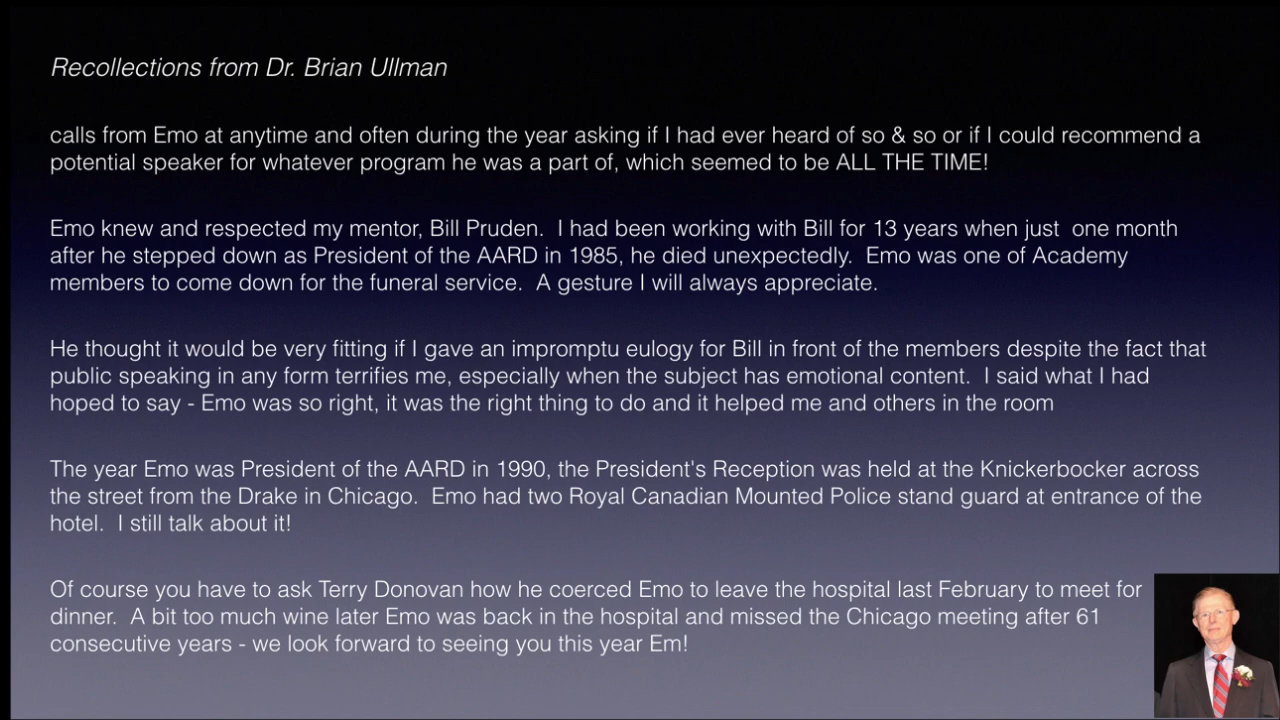 Recollections from Dr. Brian Ullman
calls from Emo at anytime and often during the year asking if I had ever heard of so & so or if I could recommend a
potential speaker for whatever program he was a part of, which seemed to be ALL THE TIME!
Emo knew and respected my mentor, Bill Pruden.  I had been working with Bill for 13 years when just  one month
after he stepped down as President of the AARD in 1985, he died unexpectedly.  Emo was one of Academy
members to come down for the funeral service.  A gesture I will always appreciate.
He thought it would be very fitting if I gave an impromptu eulogy for Bill in front of the members despite the fact that
public speaking in any form terrifies me, especially when the subject has emotional content.  I said what I had
hoped to say - Emo was so right, it was the right thing to do and it helped me and others in the room
The year Emo was President of the AARD in 1990, the President's Reception was held at the Knickerbocker across
the street from the Drake in Chicago.  Emo had two Royal Canadian Mounted Police stand guard at entrance of the
hotel.  I still talk about it!
Of course you have to ask Terry Donovan how he coerced Emo to leave the hospital last February to meet for
dinner.  A bit too much wine later Emo was back in the hospital and missed the Chicago meeting after 61
consecutive years - we look forward to seeing you this year Em!